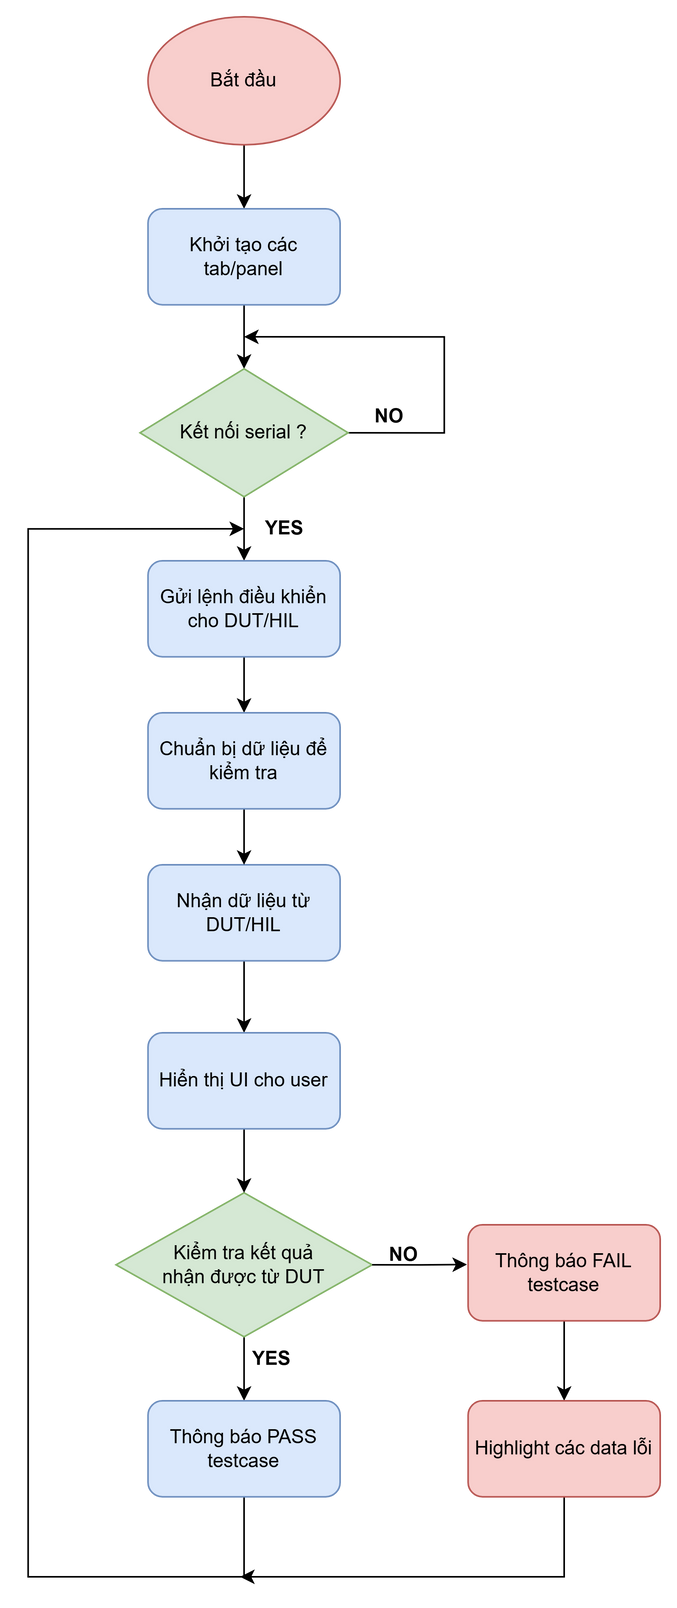 Bắt đầu
Khởi tạo các
tab/panel
Kết nối serial ?
NO
YES
Gửi lệnh điều khiển
cho DUT/HIL
Chuẩn bị dữ liệu để
kiểm tra
Nhận dữ liệu từ
DUT/HIL
Hiển thị UI cho user
Kiểm tra kết quả
nhận được từ DUT
NO
Thông báo FAIL
testcase
YES
Thông báo PASS
testcase
Highlight các data lỗi